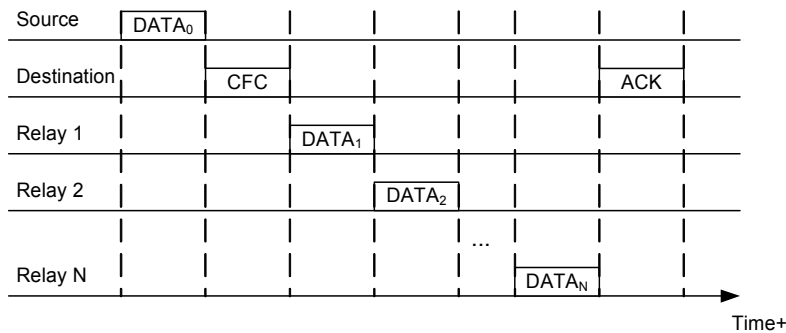 Source DATA₀
Destination CFC ACK
Relay 1 DATA₁
Relay 2 DATA₂
...
Relay N DATAN
Time+